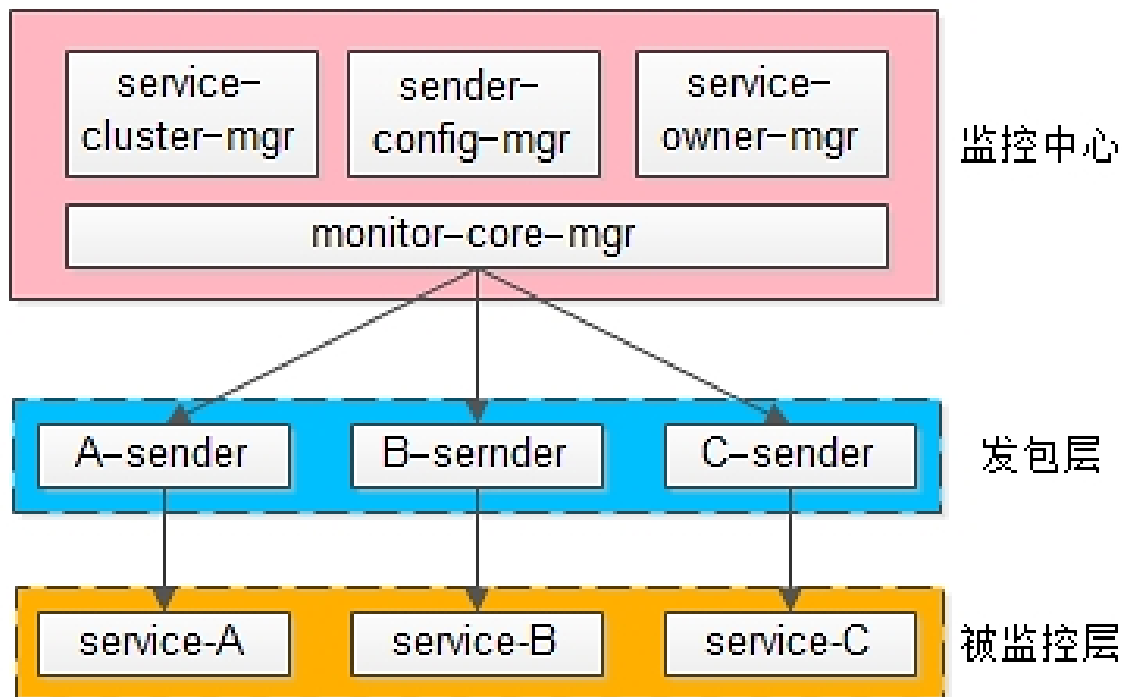 service-
cluster-mgr
sender-
config-mgr
service-
owner-mgr
监控中心
monitor-core-mgr
A-sender
B-sernder
C-sender
发包层
service-A
service-B
service-C
被监控层